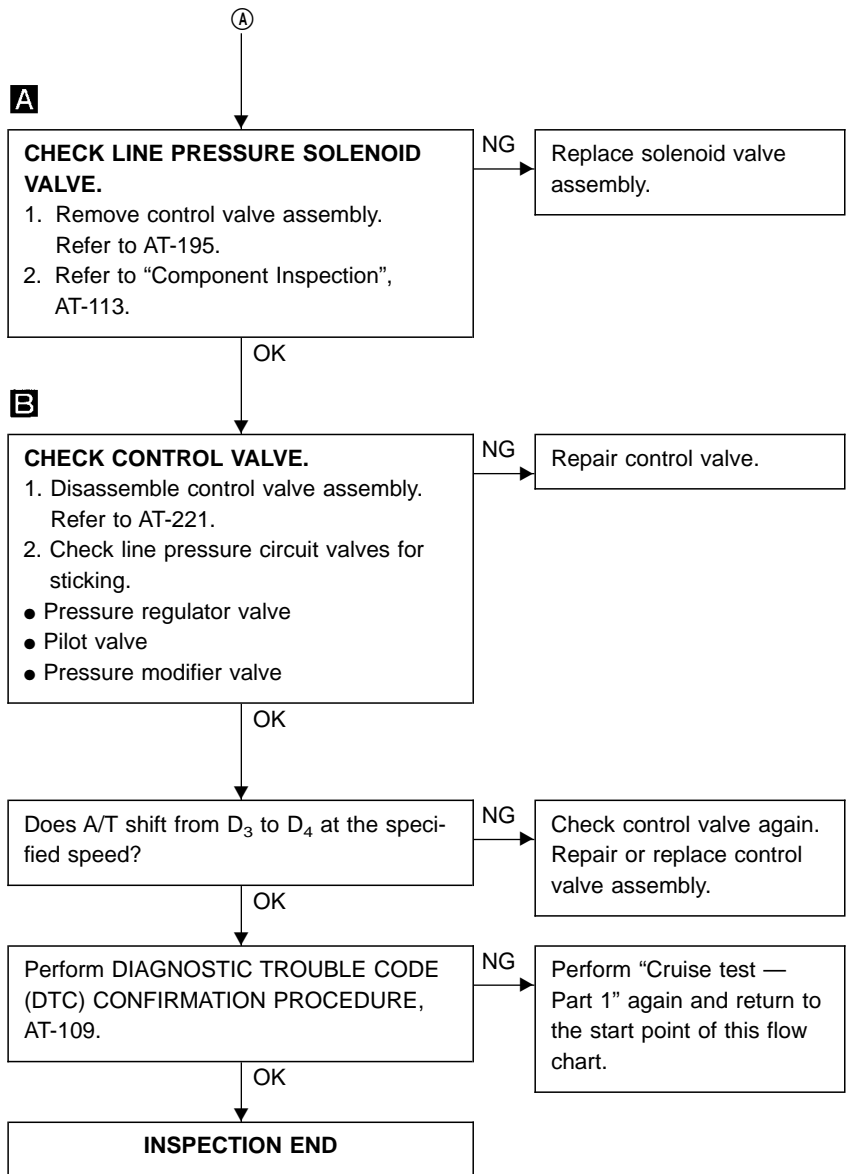 Ⓐ
A
CHECK LINE PRESSURE SOLENOID
VALVE.
1. Remove control valve assembly.
Refer to AT-195.
2. Refer to “Component Inspection”,
AT-113.
NG
Replace solenoid valve
assembly.
OK
B
CHECK CONTROL VALVE.
1. Disassemble control valve assembly.
Refer to AT-221.
2. Check line pressure circuit valves for
sticking.
● Pressure regulator valve
● Pilot valve
● Pressure modifier valve
NG
Repair control valve.
OK
Does A/T shift from D3 to D4 at the speci-
fied speed?
NG
Check control valve again.
Repair or replace control
valve assembly.
OK
Perform DIAGNOSTIC TROUBLE CODE
(DTC) CONFIRMATION PROCEDURE,
AT-109.
NG
Perform “Cruise test —
Part 1” again and return to
the start point of this flow
chart.
OK
INSPECTION END